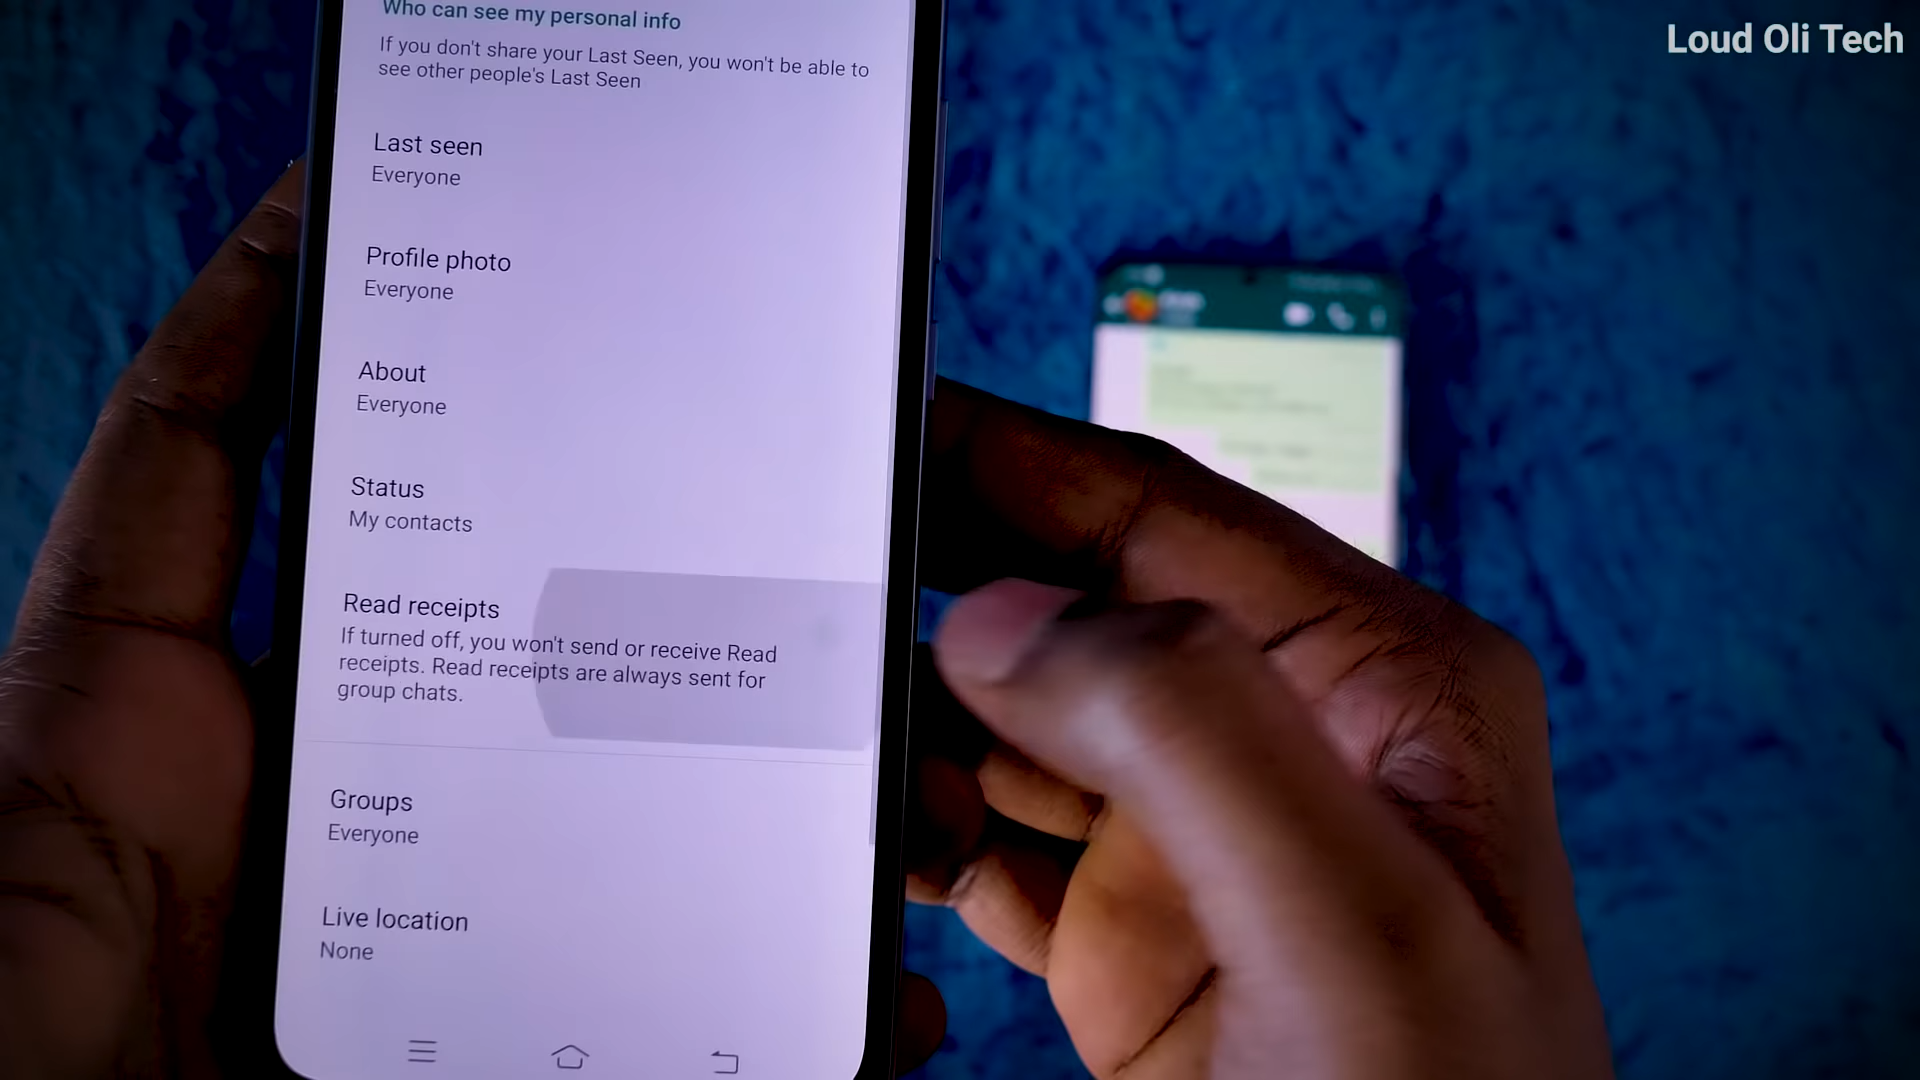 Loud Oli Tech
Who can see my personal info
If you don't share your Last Seen, you won't be able to
see other people's Last Seen
Last seen
Everyone
Profile photo
Everyone
About
Everyone
Status
My contacts
Read receipts
If turned off, you won't send or receive Read
receipts. Read receipts are always sent for
group chats.
Groups
Everyone
Live location
None